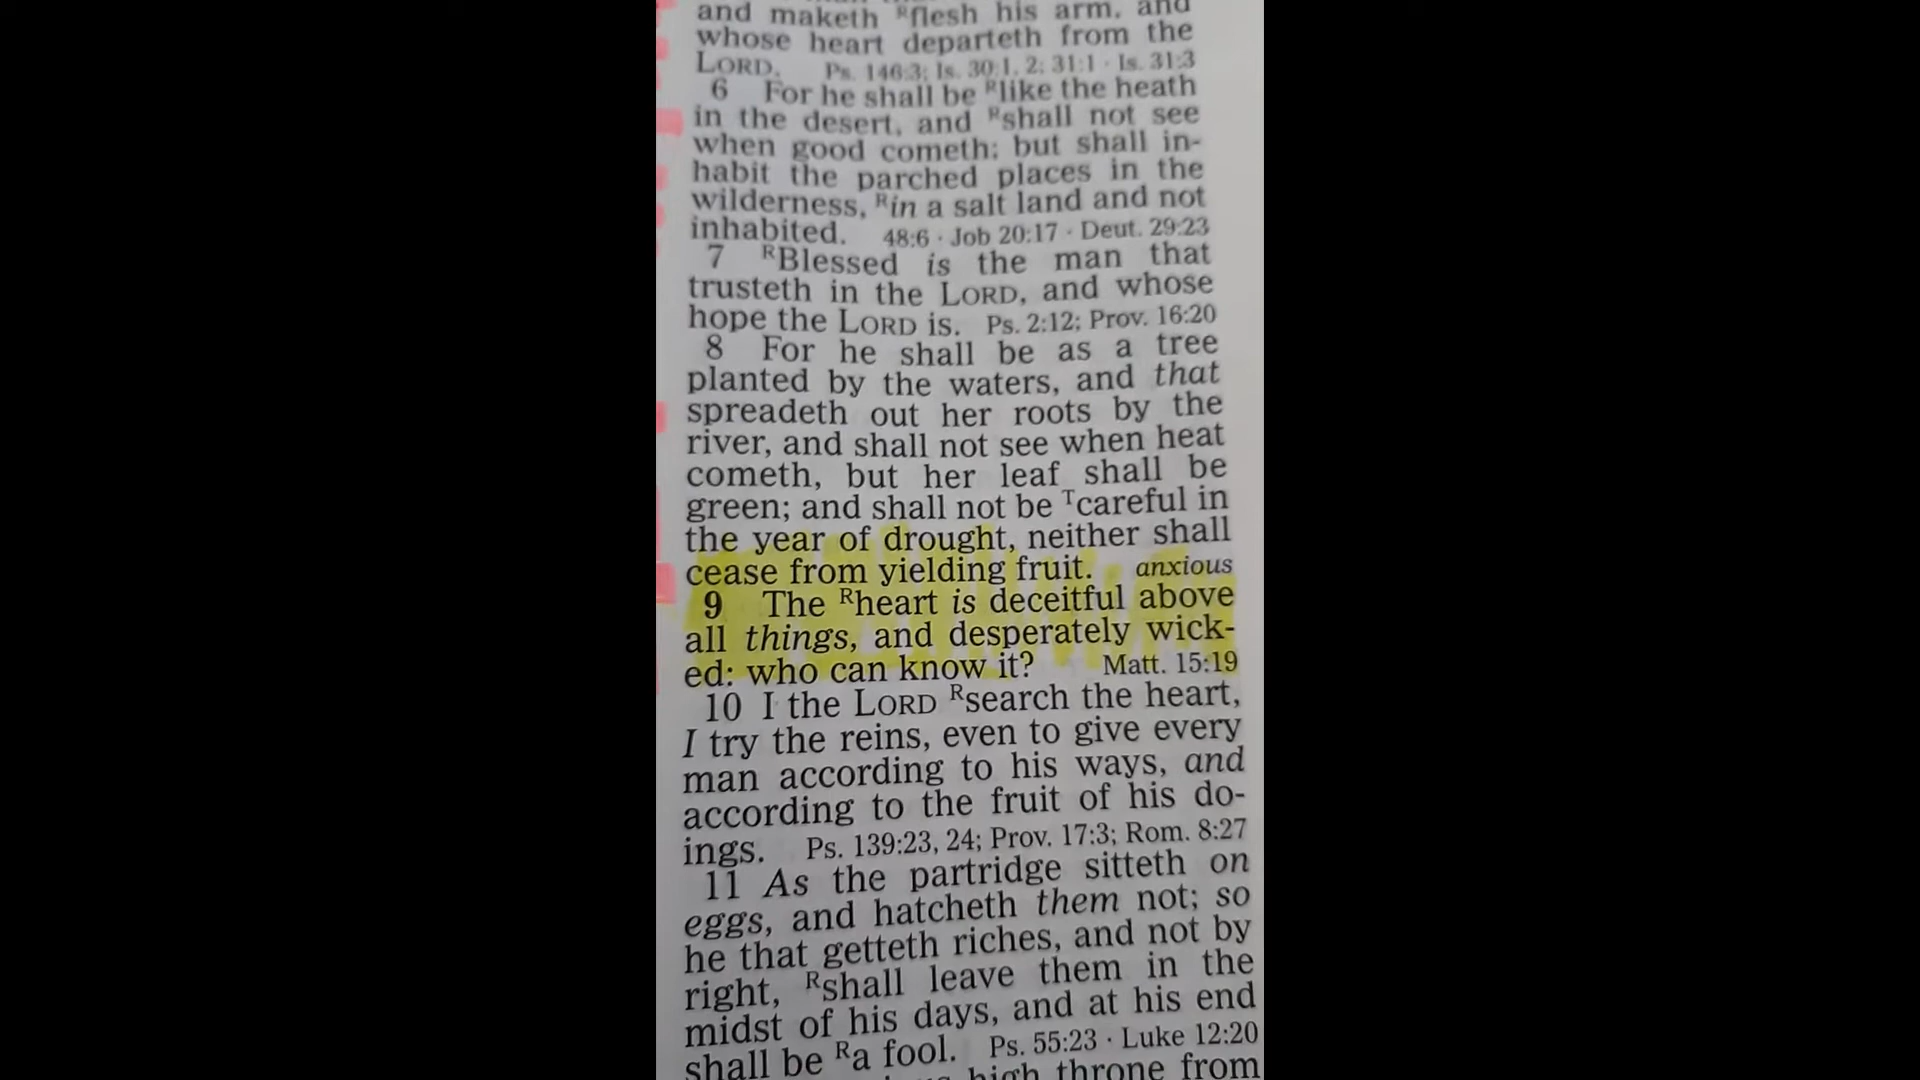 and maketh ᴿflesh his arm, and
whose heart departeth from the
LORD. Ps. 146:3; Is. 30:1, 2; 31:1 · Is. 31:3
6 For he shall be ᴿlike the heath
in the desert, and ᴿshall not see
when good cometh; but shall in-
habit the parched places in the
wilderness, ᴿin a salt land and not
inhabited. 48:6 · Job 20:17 · Deut. 29:23
7 ᴿBlessed is the man that
trusteth in the LORD, and whose
hope the LORD is. Ps. 2:12; Prov. 16:20
8 For he shall be as a tree
planted by the waters, and that
spreadeth out her roots by the
river, and shall not see when heat
cometh, but her leaf shall be
green; and shall not be ᵀcareful in
the year of drought, neither shall
cease from yielding fruit. anxious
9 The ᴿheart is deceitful above
all things, and desperately wick-
ed: who can know it? Matt. 15:19
10 I the LORD ᴿsearch the heart,
I try the reins, even to give every
man according to his ways, and
according to the fruit of his do-
ings. Ps. 139:23, 24; Prov. 17:3; Rom. 8:27
11 As the partridge sitteth on
eggs, and hatcheth them not; so
he that getteth riches, and not by
right, ᴿshall leave them in the
midst of his days, and at his end
shall be ᴿa fool. Ps. 55:23 · Luke 12:20
high throne from